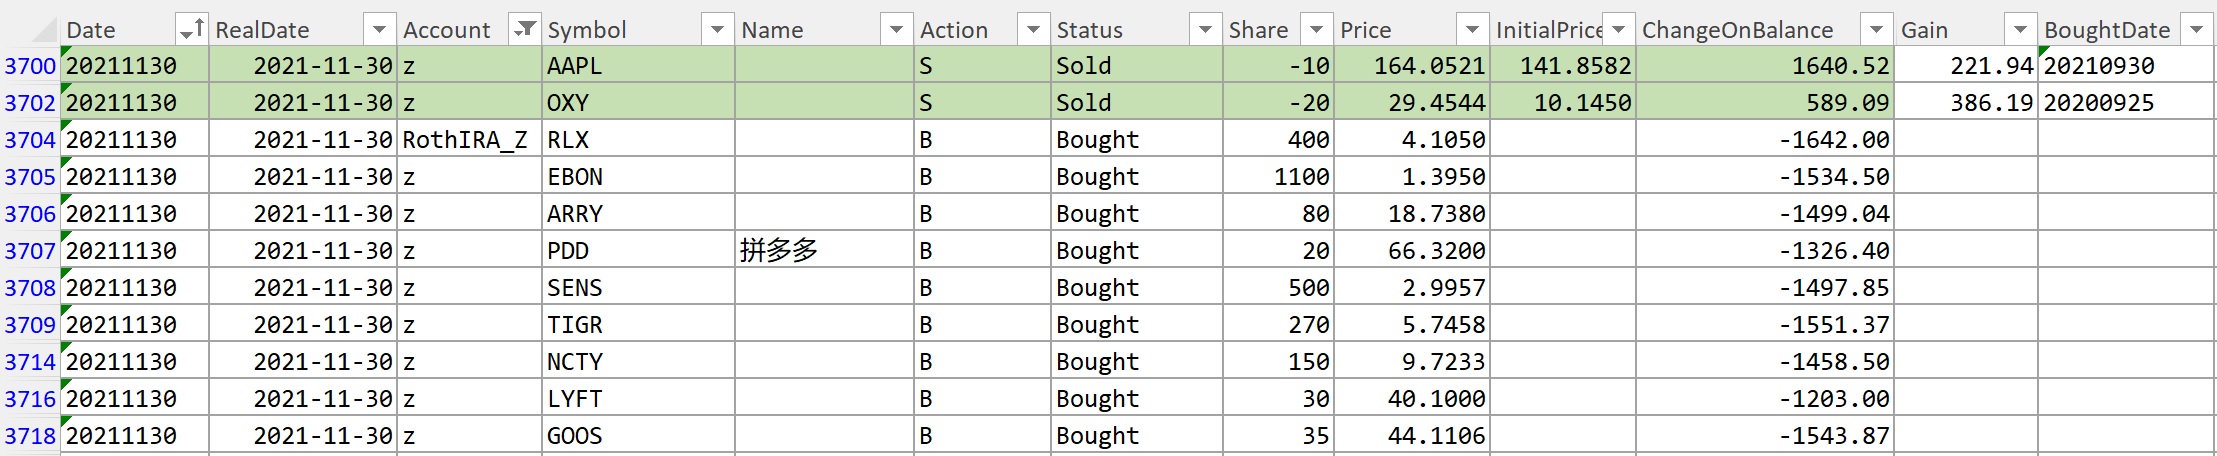 Date RealDate Account Symbol Name Action Status Share Price InitialPrice ChangeOnBalance Gain BoughtDate
3700 20211130 2021-11-30 z AAPL S Sold -10 164.0521 141.8582 1640.52 221.94 20210930
3702 20211130 2021-11-30 z OXY S Sold -20 29.4544 10.1450 589.09 386.19 20200925
3704 20211130 2021-11-30 RothIRA_Z RLX B Bought 400 4.1050 -1642.00
3705 20211130 2021-11-30 z EBON B Bought 1100 1.3950 -1534.50
3706 20211130 2021-11-30 z ARRY B Bought 80 18.7380 -1499.04
3707 20211130 2021-11-30 z PDD 拼多多 B Bought 20 66.3200 -1326.40
3708 20211130 2021-11-30 z SENS B Bought 500 2.9957 -1497.85
3709 20211130 2021-11-30 z TIGR B Bought 270 5.7458 -1551.37
3714 20211130 2021-11-30 z NCTY B Bought 150 9.7233 -1458.50
3716 20211130 2021-11-30 z LYFT B Bought 30 40.1000 -1203.00
3718 20211130 2021-11-30 z GOOS B Bought 35 44.1106 -1543.87